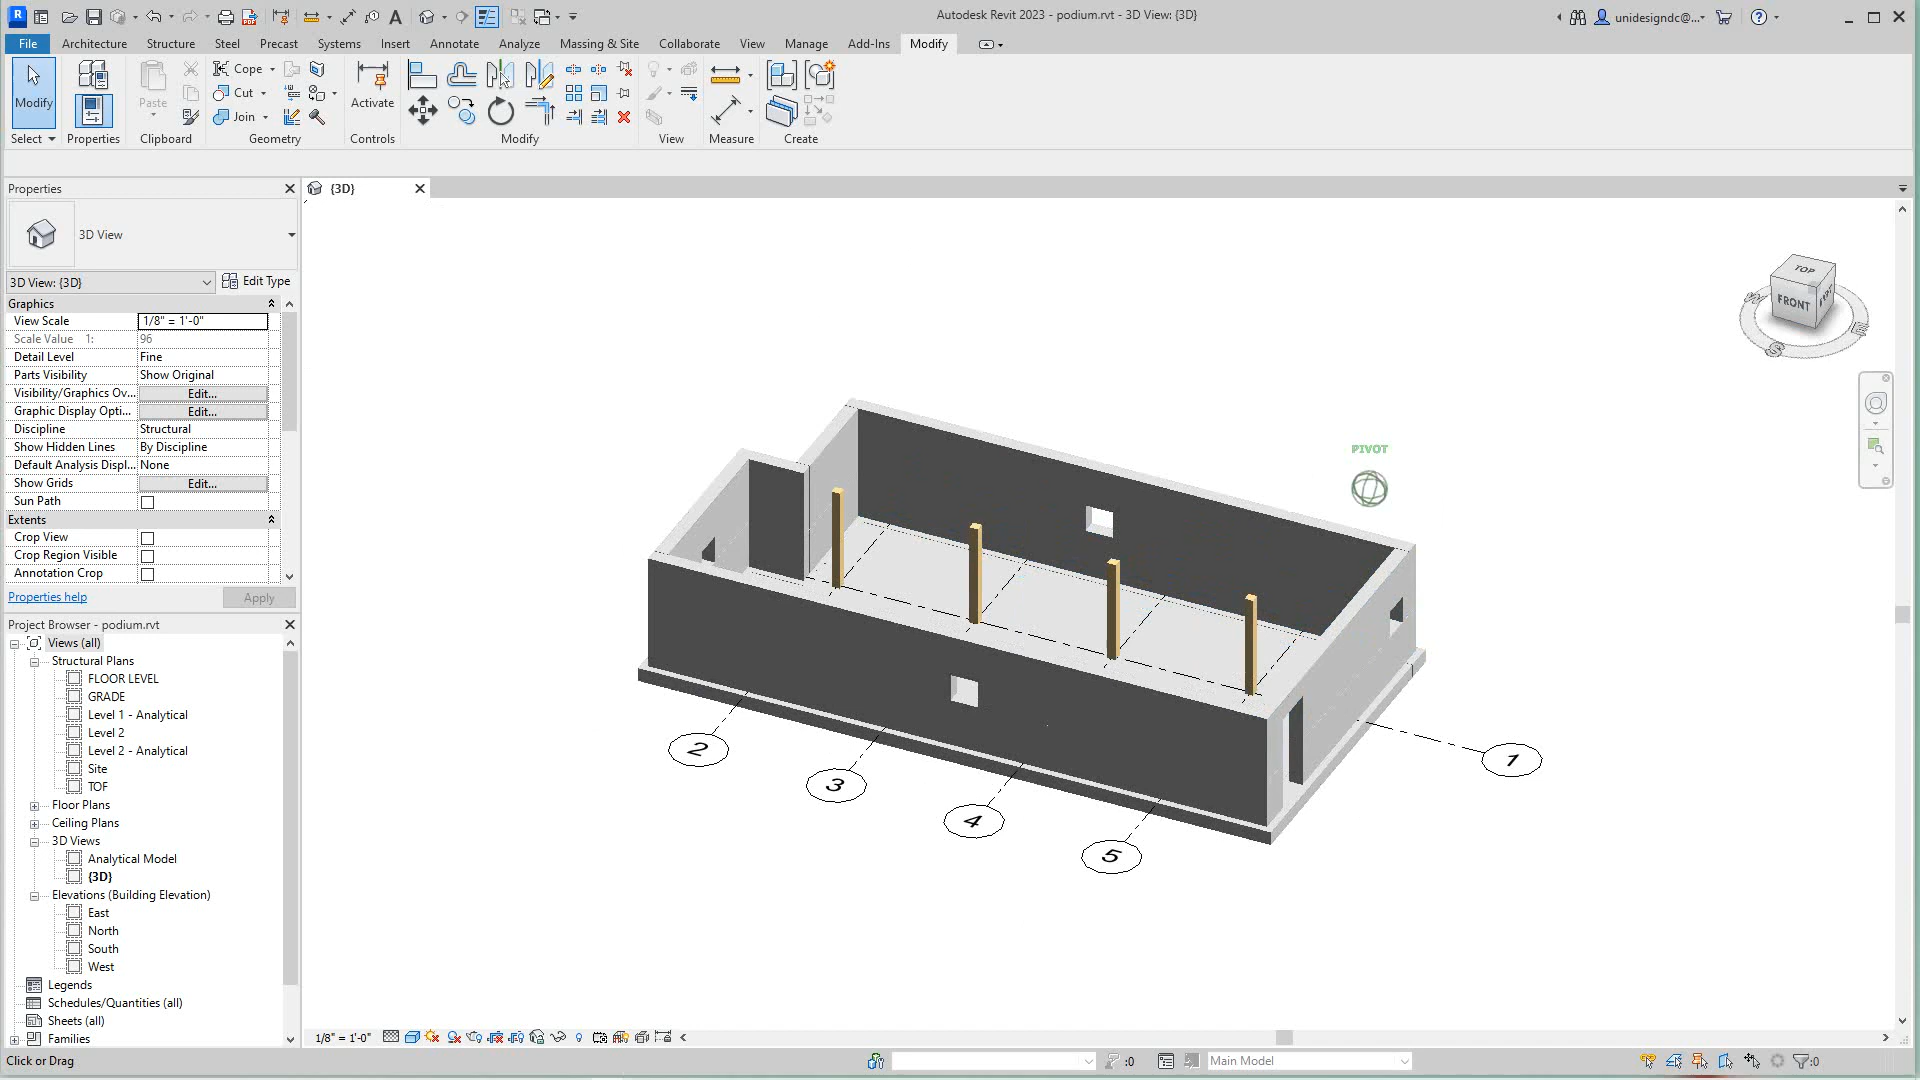 Autodesk Revit 2023 - podium.rvt - 3D View: {3D}
unidesigndc@...
File Architecture Structure Steel Precast Systems Insert Annotate Analyze Massing & Site Collaborate View Manage Add-Ins Modify
Modify
Select
Properties
Paste
Clipboard
Cope
Cut
Join
Geometry
Activate
Controls
Modify
View
Measure
Create
Properties
3D View
3D View: {3D}
Edit Type
Graphics
View Scale 1/8" = 1'-0"
Scale Value 1: 96
Detail Level Fine
Parts Visibility Show Original
Visibility/Graphics Ov... Edit...
Graphic Display Opti... Edit...
Discipline Structural
Show Hidden Lines By Discipline
Default Analysis Displ... None
Show Grids Edit...
Sun Path
Extents
Crop View
Crop Region Visible
Annotation Crop
Properties help
Apply
Project Browser - podium.rvt
Views (all)
Structural Plans
FLOOR LEVEL
GRADE
Level 1 - Analytical
Level 2
Level 2 - Analytical
Site
TOF
Floor Plans
Ceiling Plans
3D Views
Analytical Model
{3D}
Elevations (Building Elevation)
East
North
South
West
Legends
Schedules/Quantities (all)
Sheets (all)
Families
{3D}
TOP
FRONT
W
S
E
PIVOT
2
3
4
5
1
1/8" = 1'-0"
Click or Drag
:0
Main Model
:0